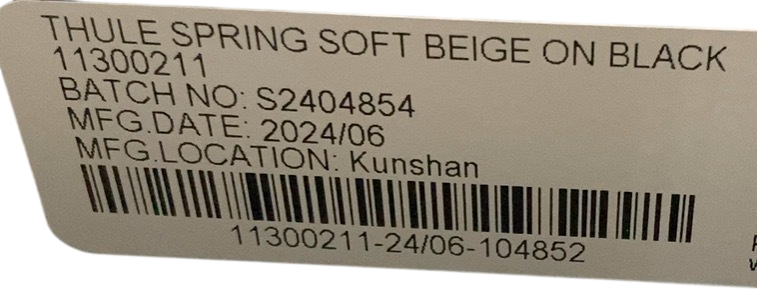 THULE SPRING SOFT BEIGE ON BLACK
11300211
BATCH NO: S2404854
MFG.DATE: 2024/06
MFG.LOCATION: Kunshan
11300211-24/06-104852